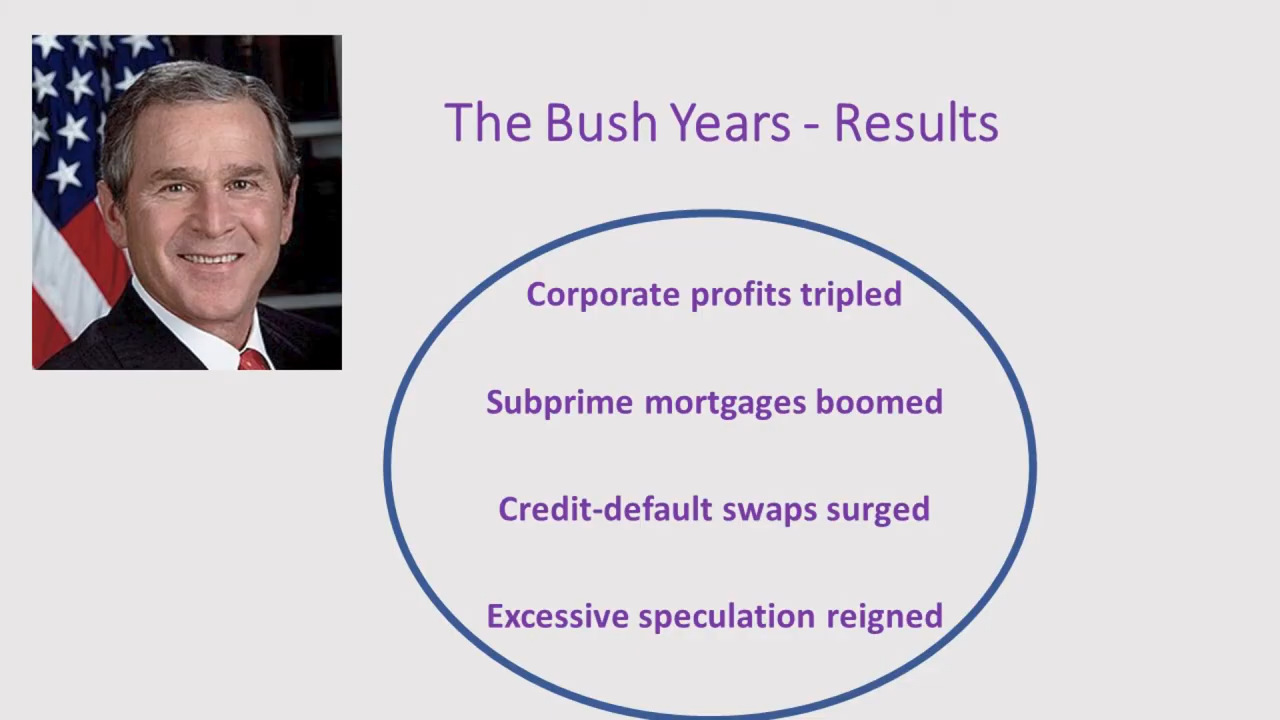 The Bush Years - Results
Corporate profits tripled
Subprime mortgages boomed
Credit-default swaps surged
Excessive speculation reigned